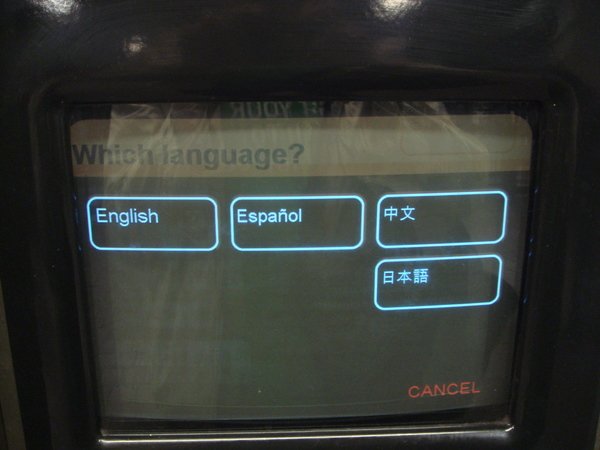 Which language?
English
Español
中文
日本語
CANCEL